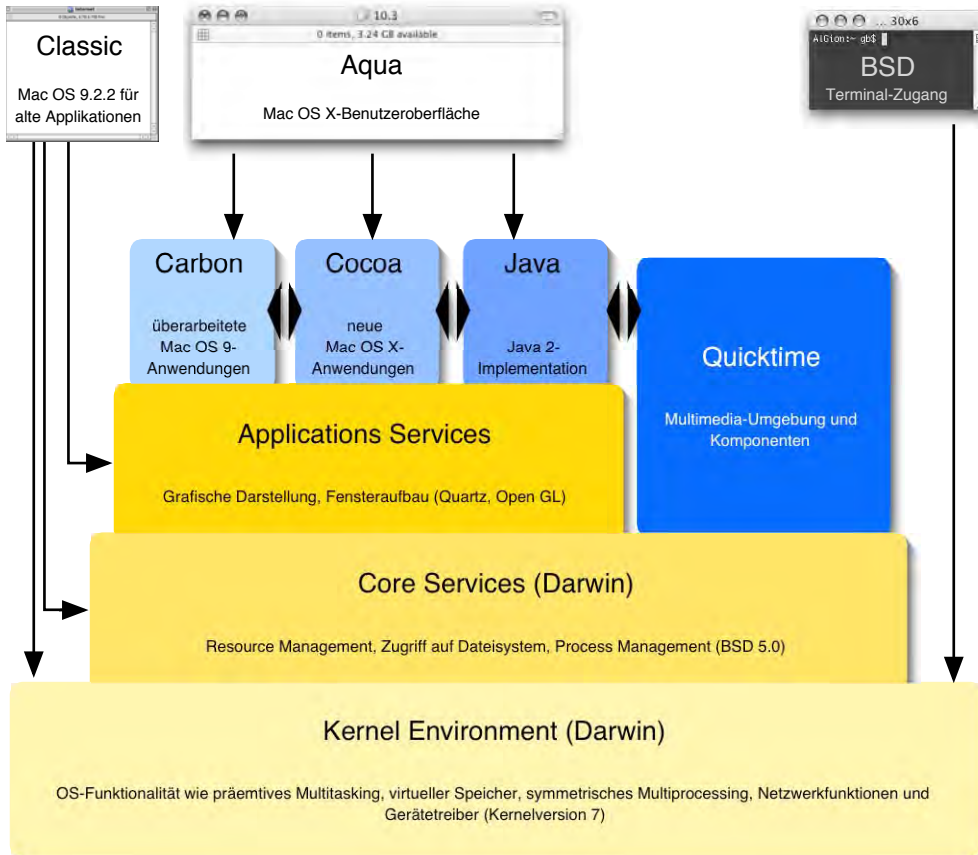 Classic
Mac OS 9.2.2 für
alte Applikationen
10.3
0 items, 3.24 GB available
Aqua
Mac OS X-Benutzeroberfläche
... 30x6
AlGion:~ gb$
BSD
Terminal-Zugang
Carbon
überarbeitete
Mac OS 9-
Anwendungen
Cocoa
neue
Mac OS X-
Anwendungen
Java
Java 2-
Implementation
Quicktime
Multimedia-Umgebung und
Komponenten
Applications Services
Grafische Darstellung, Fensteraufbau (Quartz, Open GL)
Core Services (Darwin)
Resource Management, Zugriff auf Dateisystem, Process Management (BSD 5.0)
Kernel Environment (Darwin)
OS-Funktionalität wie präemtives Multitasking, virtueller Speicher, symmetrisches Multiprocessing, Netzwerkfunktionen und
Gerätetreiber (Kernelversion 7)